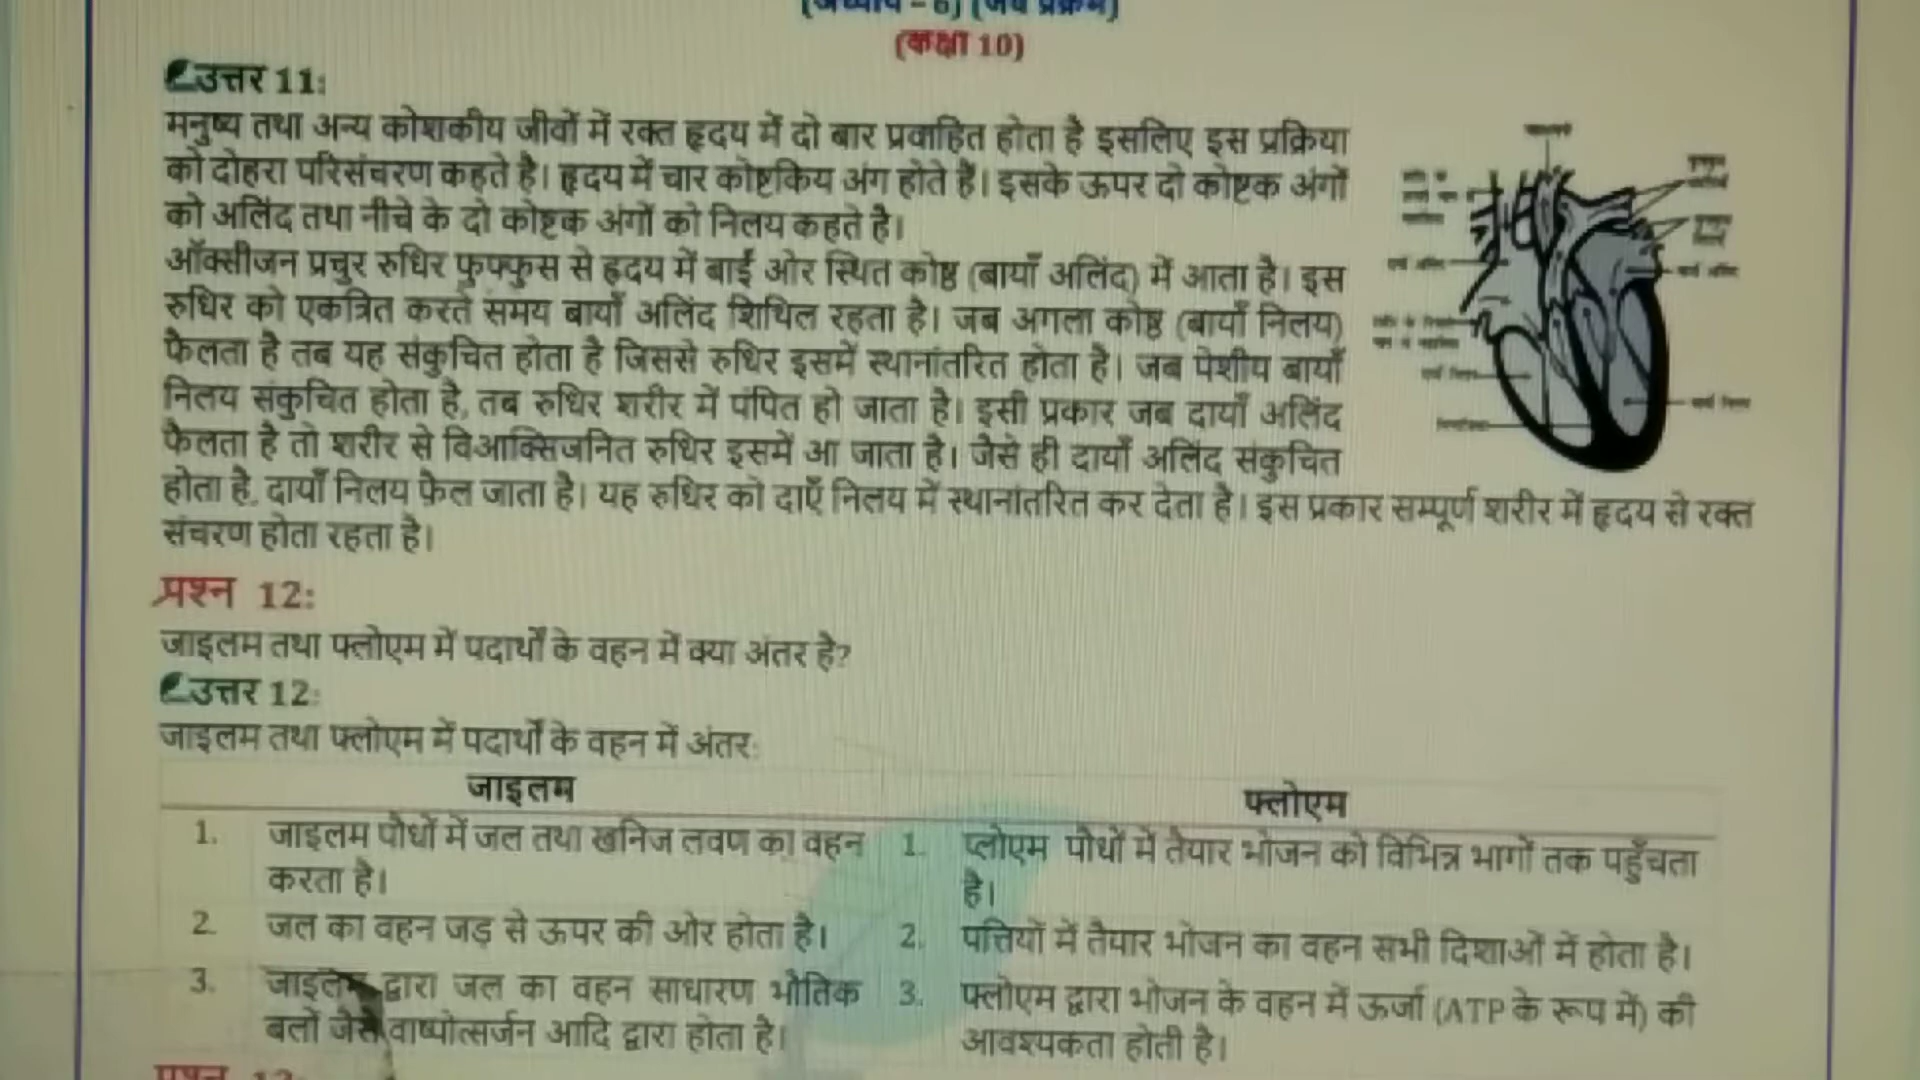 (अध्याय – 6) (जैव प्रक्रम)
(कक्षा 10)
उत्तर 11:
मनुष्य तथा अन्य कोशकीय जीवों में रक्त हृदय में दो बार प्रवाहित होता है इसलिए इस प्रक्रिया
को दोहरा परिसंचरण कहते है। हृदय में चार कोष्टकिय अंग होते हैं। इसके ऊपर दो कोष्टक अंगों
को अलिंद तथा नीचे के दो कोष्टक अंगों को निलय कहते है।
ऑक्सीजन प्रचुर रुधिर फुफ्फुस से हृदय में बाईं ओर स्थित कोष्ठ (बायाँ अलिंद) में आता है। इस
रुधिर को एकत्रित करते समय बायाँ अलिंद शिथिल रहता है। जब अगला कोष्ठ (बायाँ निलय)
फैलता है तब यह संकुचित होता है जिससे रुधिर इसमें स्थानांतरित होता है। जब पेशीय बायाँ
निलय संकुचित होता है, तब रुधिर शरीर में पंपित हो जाता है। इसी प्रकार जब दायाँ अलिंद
फैलता है तो शरीर से विआक्सिजनित रुधिर इसमें आ जाता है। जैसे ही दायाँ अलिंद संकुचित
होता है, दायाँ निलय फैल जाता है। यह रुधिर को दाएँ निलय में स्थानांतरित कर देता है। इस प्रकार सम्पूर्ण शरीर में हृदय से रक्त
संचरण होता रहता है।
प्रश्न 12:
जाइलम तथा फ्लोएम में पदार्थों के वहन में क्या अंतर है?
उत्तर 12:
जाइलम तथा फ्लोएम में पदार्थों के वहन में अंतर:
जाइलम फ्लोएम
1. जाइलम पौधों में जल तथा खनिज लवण का वहन 1. प्लोएम पौधों में तैयार भोजन को विभिन्न भागों तक पहुँचता
करता है। है।
2. जल का वहन जड़ से ऊपर की ओर होता है। 2. पत्तियों में तैयार भोजन का वहन सभी दिशाओं में होता है।
3. जाइलम द्वारा जल का वहन साधारण भौतिक 3. फ्लोएम द्वारा भोजन के वहन में ऊर्जा (ATP के रूप में) की
बलों जैसे वाष्पोत्सर्जन आदि द्वारा होता है। आवश्यकता होती है।
प्रश्न 13: